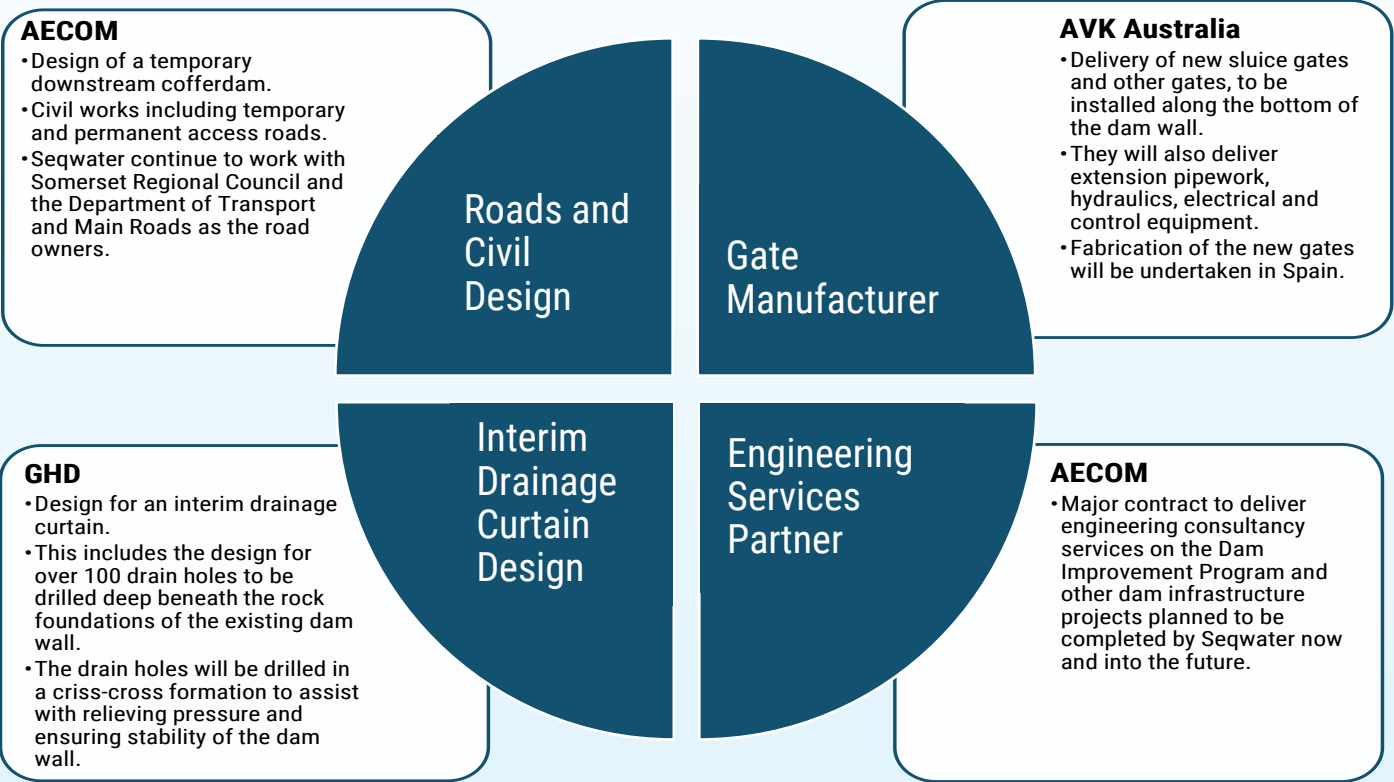 AECOM
•Design of a temporary
downstream cofferdam.
•Civil works including temporary
and permanent access roads.
•Seqwater continue to work with
Somerset Regional Council and
the Department of Transport
and Main Roads as the road
owners.
Roads and
Civil
Design
AVK Australia
•Delivery of new sluice gates
and other gates, to be
installed along the bottom of
the dam wall.
•They will also deliver
extension pipework,
hydraulics, electrical and
control equipment.
•Fabrication of the new gates
will be undertaken in Spain.
Gate
Manufacturer
GHD
•Design for an interim drainage
curtain.
•This includes the design for
over 100 drain holes to be
drilled deep beneath the rock
foundations of the existing dam
wall.
•The drain holes will be drilled in
a criss-cross formation to assist
with relieving pressure and
ensuring stability of the dam
wall.
Interim
Drainage
Curtain
Design
Engineering
Services
Partner
AECOM
•Major contract to deliver
engineering consultancy
services on the Dam
Improvement Program and
other dam infrastructure
projects planned to be
completed by Seqwater now
and into the future.